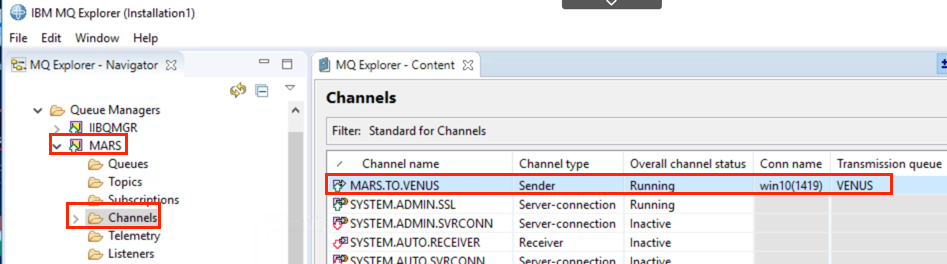 IBM MQ Explorer (Installation1)
File Edit Window Help
MQ Explorer - Navigator
Queue Managers
IIBQMGR
MARS
Queues
Topics
Subscriptions
Channels
Telemetry
Listeners
MQ Explorer - Content
Channels
Filter: Standard for Channels
Channel name Channel type Overall channel status Conn name Transmission queue
MARS.TO.VENUS Sender Running win10(1419) VENUS
SYSTEM.ADMIN.SSL Server-connection Running
SYSTEM.ADMIN.SVRCONN Server-connection Inactive
SYSTEM.AUTO.RECEIVER Receiver Inactive
SYSTEM.AUTO.SVRCONN Server-connection Inactive